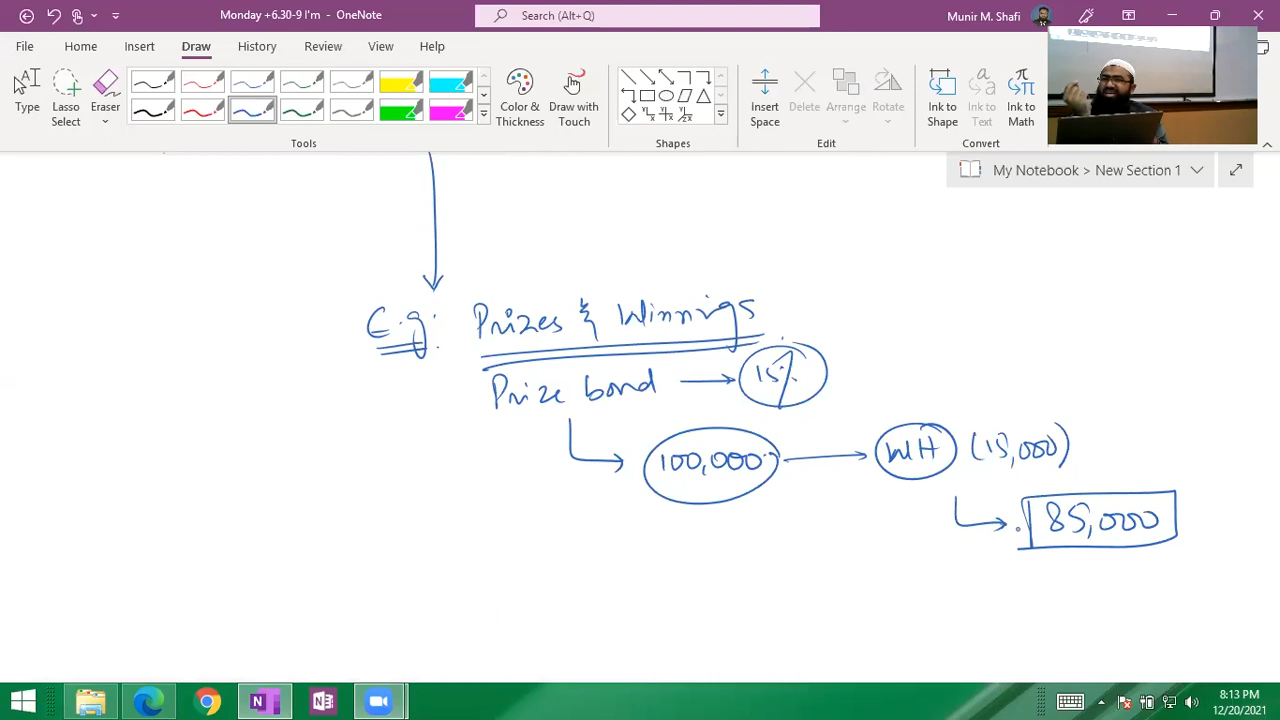 Monday +6.30-9 I'm - OneNote
Search (Alt+Q)
Munir M. Shafi
File Home Insert Draw History Review View Help
Type
Lasso Select
Eraser
Color & Thickness
Draw with Touch
Insert Space
Delete
Arrange
Rotate
Ink to Shape
Ink to Text
Ink to Math
Tools
Shapes
Edit
Convert
My Notebook > New Section 1
E.g: Prizes & Winnings
Prize bond → 15%
100,000 → WH (15,000)
85,000
8:13 PM
12/20/2021